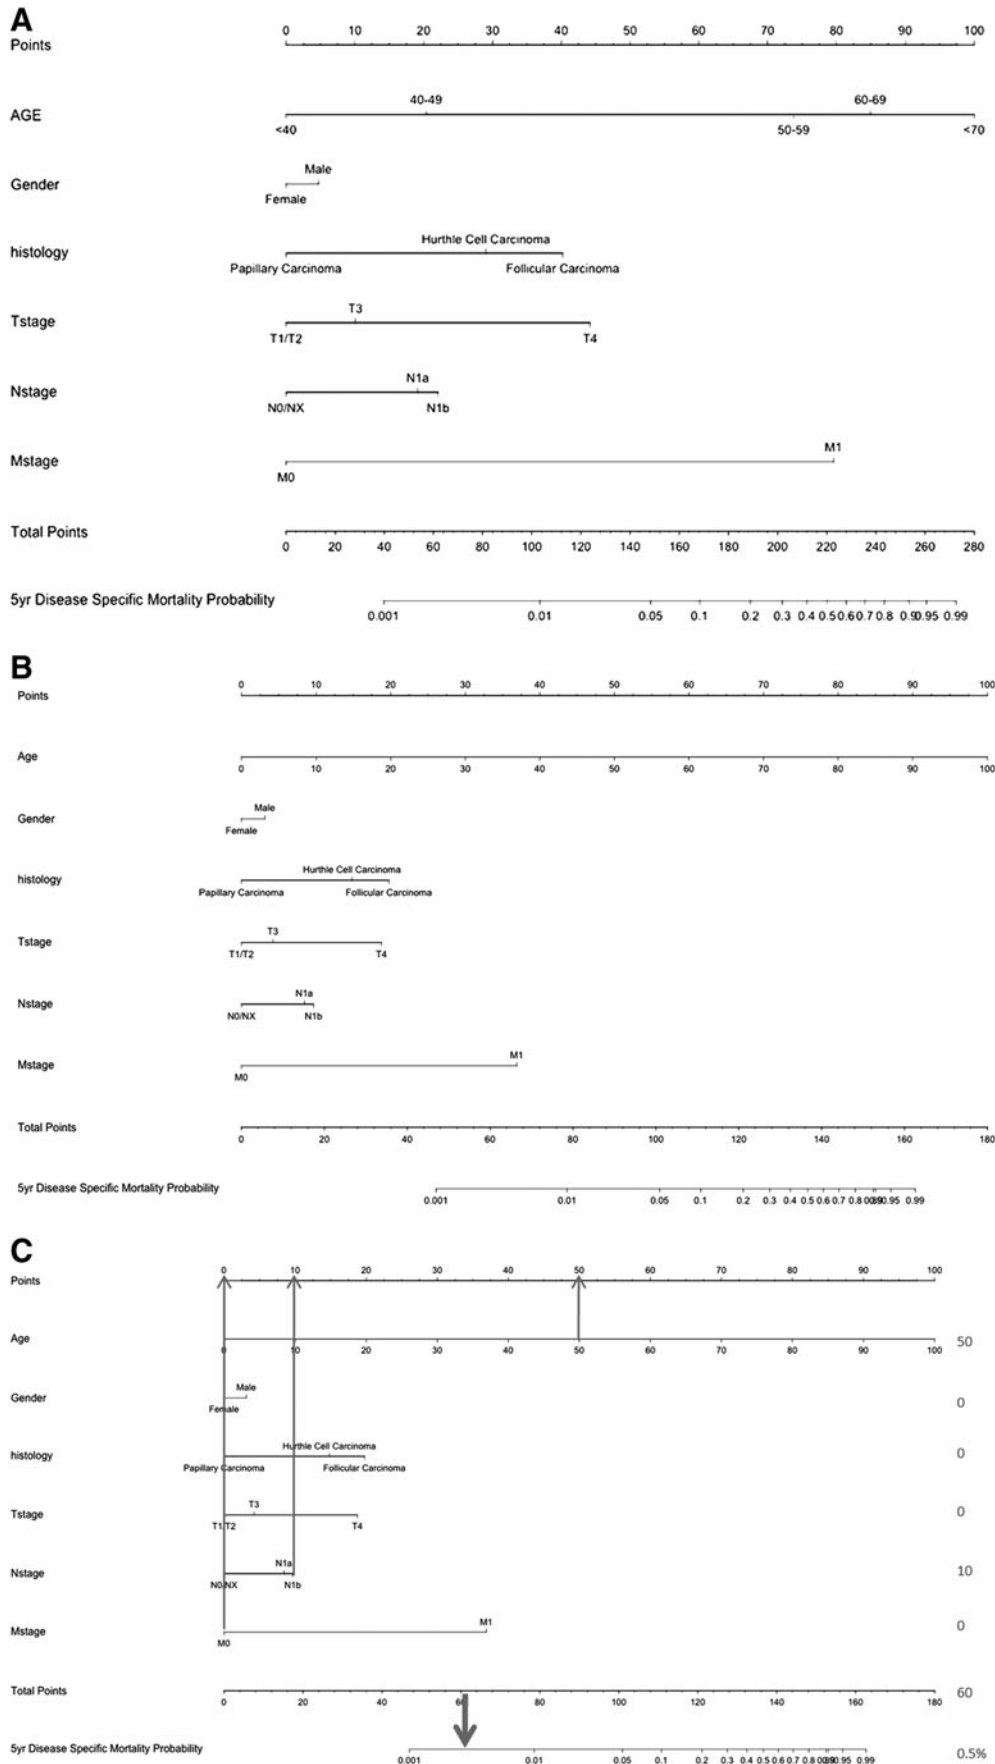 A
0 10 20 30 40 50 60 70 80 90 100
Points
40-49 60-69
AGE
<40 50-59 <70
Male
Gender
Female
Hurthle Cell Carcinoma
histology
Papillary Carcinoma Follicular Carcinoma
T3
Tstage
T1/T2 T4
N1a
Nstage
N0/NX N1b
M1
Mstage
M0
Total Points
0 20 40 60 80 100 120 140 160 180 200 220 240 260 280
5yr Disease Specific Mortality Probability
0.001 0.01 0.05 0.1 0.2 0.3 0.4 0.5 0.6 0.7 0.8 0.9 0.95 0.99
B
0 10 20 30 40 50 60 70 80 90 100
Points
Age
0 10 20 30 40 50 60 70 80 90 100
Male
Gender
Female
Hurthle Cell Carcinoma
histology
Papillary Carcinoma Follicular Carcinoma
T3
Tstage
T1/T2 T4
N1a
Nstage
N0/NX N1b
M1
Mstage
M0
Total Points
0 20 40 60 80 100 120 140 160 180
5yr Disease Specific Mortality Probability
0.001 0.01 0.05 0.1 0.2 0.3 0.4 0.5 0.6 0.7 0.8 0.95 0.99
C
0 10 20 30 40 50 60 70 80 90 100
Points
Age 50
0 10 20 30 40 50 60 70 80 90 100
Male
Gender 0
Female
Hurthle Cell Carcinoma
histology 0
Papillary Carcinoma Follicular Carcinoma
T3
Tstage 0
T1/T2 T4
N1a
Nstage 10
N0/NX N1b
M1
Mstage 0
M0
Total Points 60
0 20 40 60 80 100 120 140 160 180
5yr Disease Specific Mortality Probability 0.5%
0.001 0.01 0.05 0.1 0.2 0.3 0.4 0.5 0.6 0.7 0.8 0.95 0.99